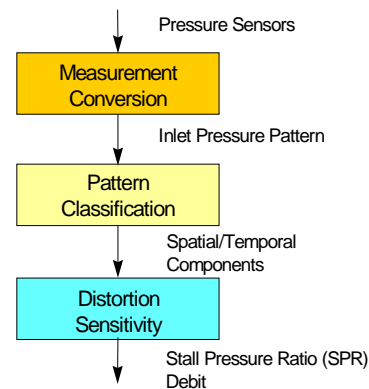 Pressure Sensors
Measurement
Conversion
Inlet Pressure Pattern
Pattern
Classification
Spatial/Temporal
Components
Distortion
Sensitivity
Stall Pressure Ratio (SPR)
Debit